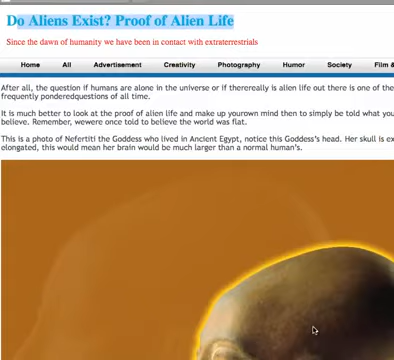 Do Aliens Exist? Proof of Alien Life
Since the dawn of humanity we have been in contact with extraterrestrials
Home All Advertisement Creativity Photography Humor Society Film &
After all, the question if humans are alone in the universe or if therereally is alien life out there is one of the
frequently ponderedquestions of all time.
It is much better to look at the proof of alien life and make up yourown mind then to simply be told what you
believe. Remember, wewere once told to believe the world was flat.
This is a photo of Nefertiti the Goddess who lived in Ancient Egypt, notice this Goddess's head. Her skull is
elongated, this would mean her brain would be much larger than a normal human's.